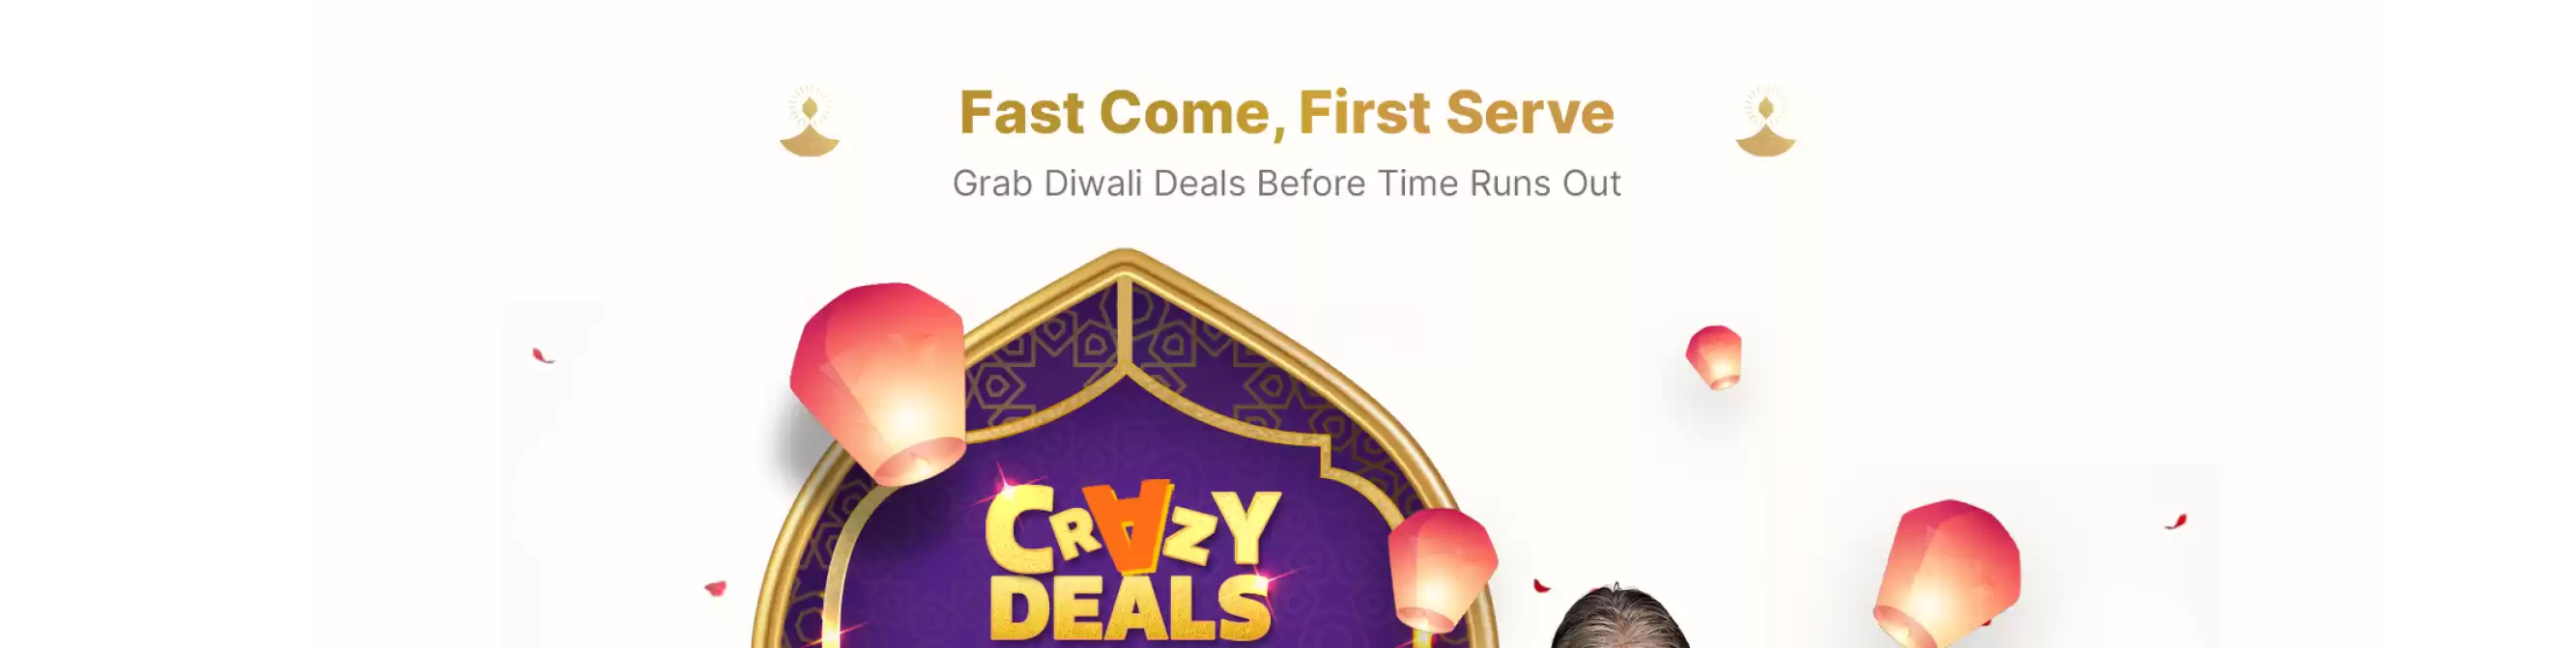 Fast Come, First Serve
Grab Diwali Deals Before Time Runs Out
CRAZY
DEALS